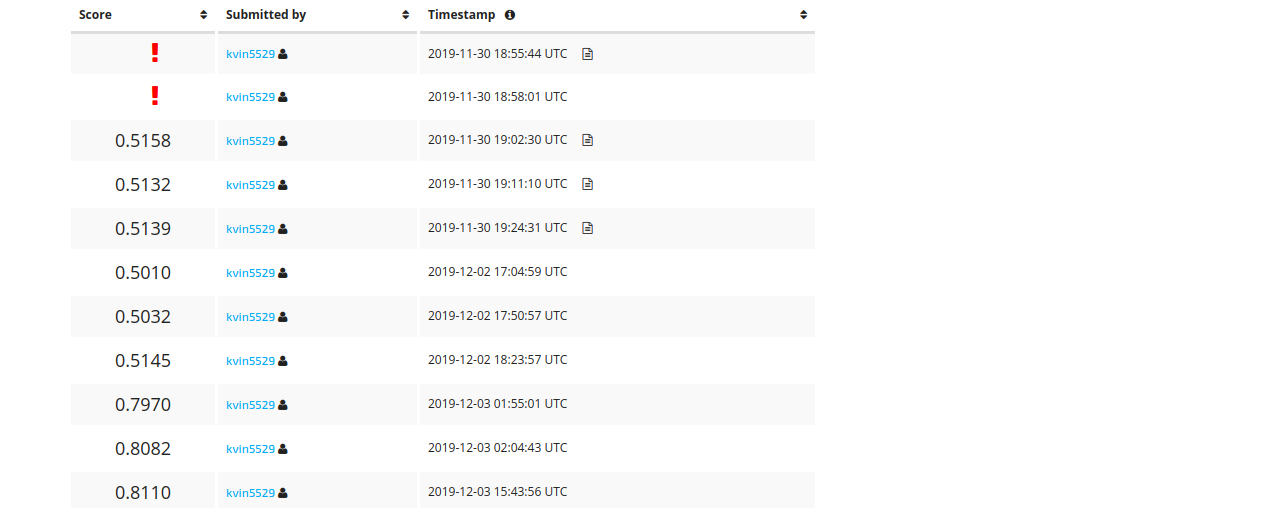 Score Submitted by Timestamp
! kvin5529 2019-11-30 18:55:44 UTC
! kvin5529 2019-11-30 18:58:01 UTC
0.5158 kvin5529 2019-11-30 19:02:30 UTC
0.5132 kvin5529 2019-11-30 19:11:10 UTC
0.5139 kvin5529 2019-11-30 19:24:31 UTC
0.5010 kvin5529 2019-12-02 17:04:59 UTC
0.5032 kvin5529 2019-12-02 17:50:57 UTC
0.5145 kvin5529 2019-12-02 18:23:57 UTC
0.7970 kvin5529 2019-12-03 01:55:01 UTC
0.8082 kvin5529 2019-12-03 02:04:43 UTC
0.8110 kvin5529 2019-12-03 15:43:56 UTC